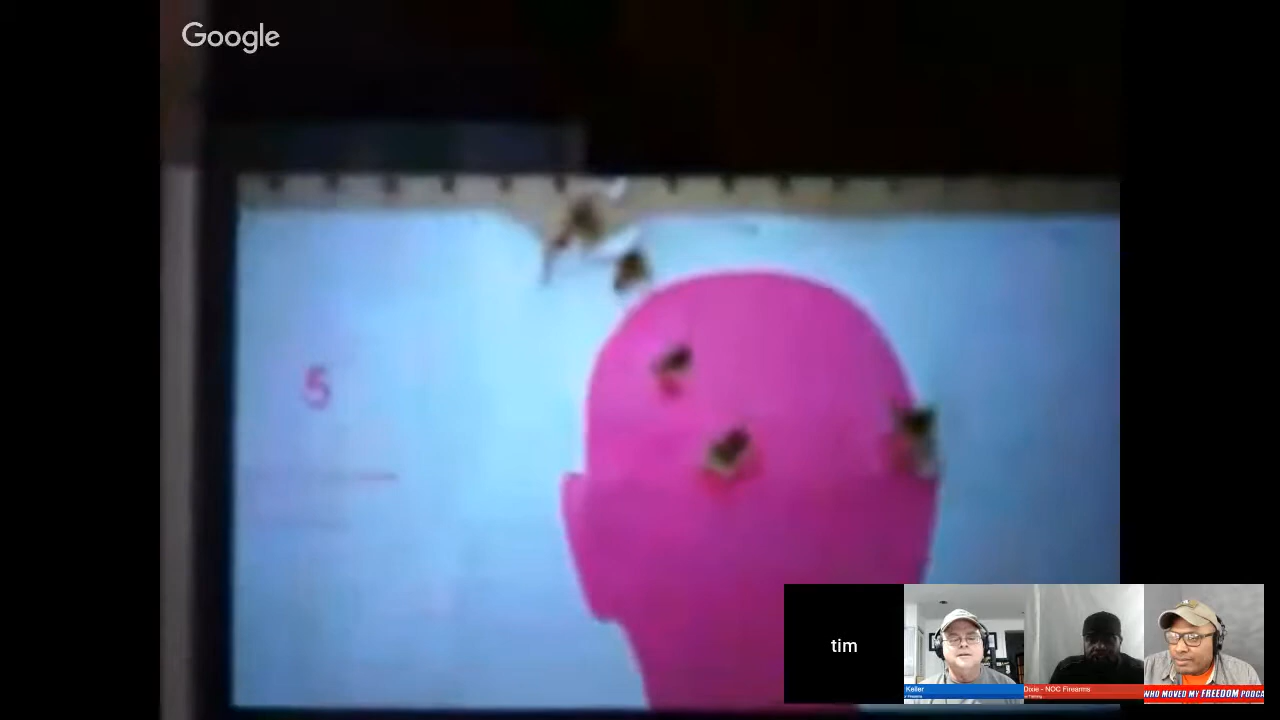 Google
5
tim
Keller
Dixie - NOC Firearms
WHO MOVED MY FREEDOM PODCA